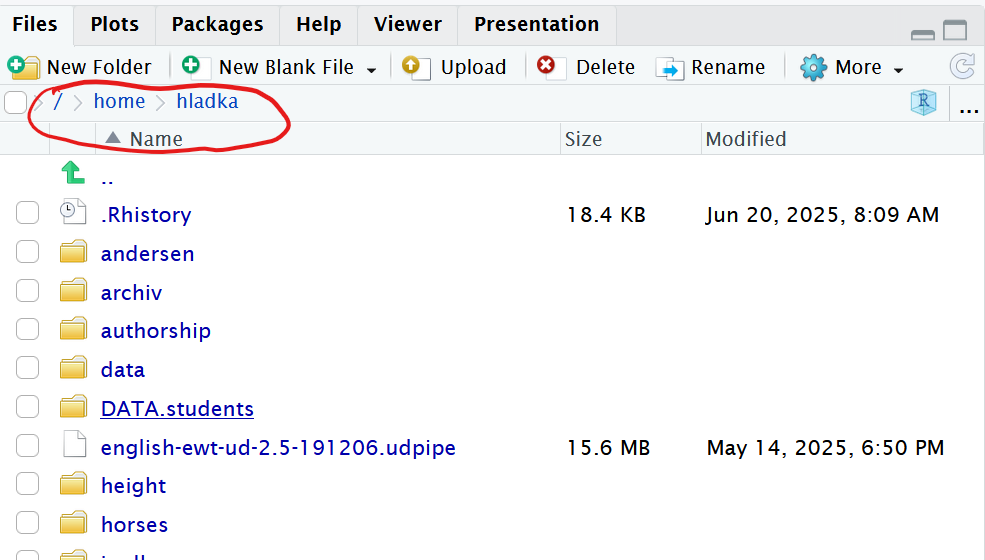 Files Plots Packages Help Viewer Presentation
New Folder New Blank File Upload Delete Rename More
/ home hladka R ...
Name Size Modified
..
.Rhistory 18.4 KB Jun 20, 2025, 8:09 AM
andersen
archiv
authorship
data
DATA.students
english-ewt-ud-2.5-191206.udpipe 15.6 MB May 14, 2025, 6:50 PM
height
horses